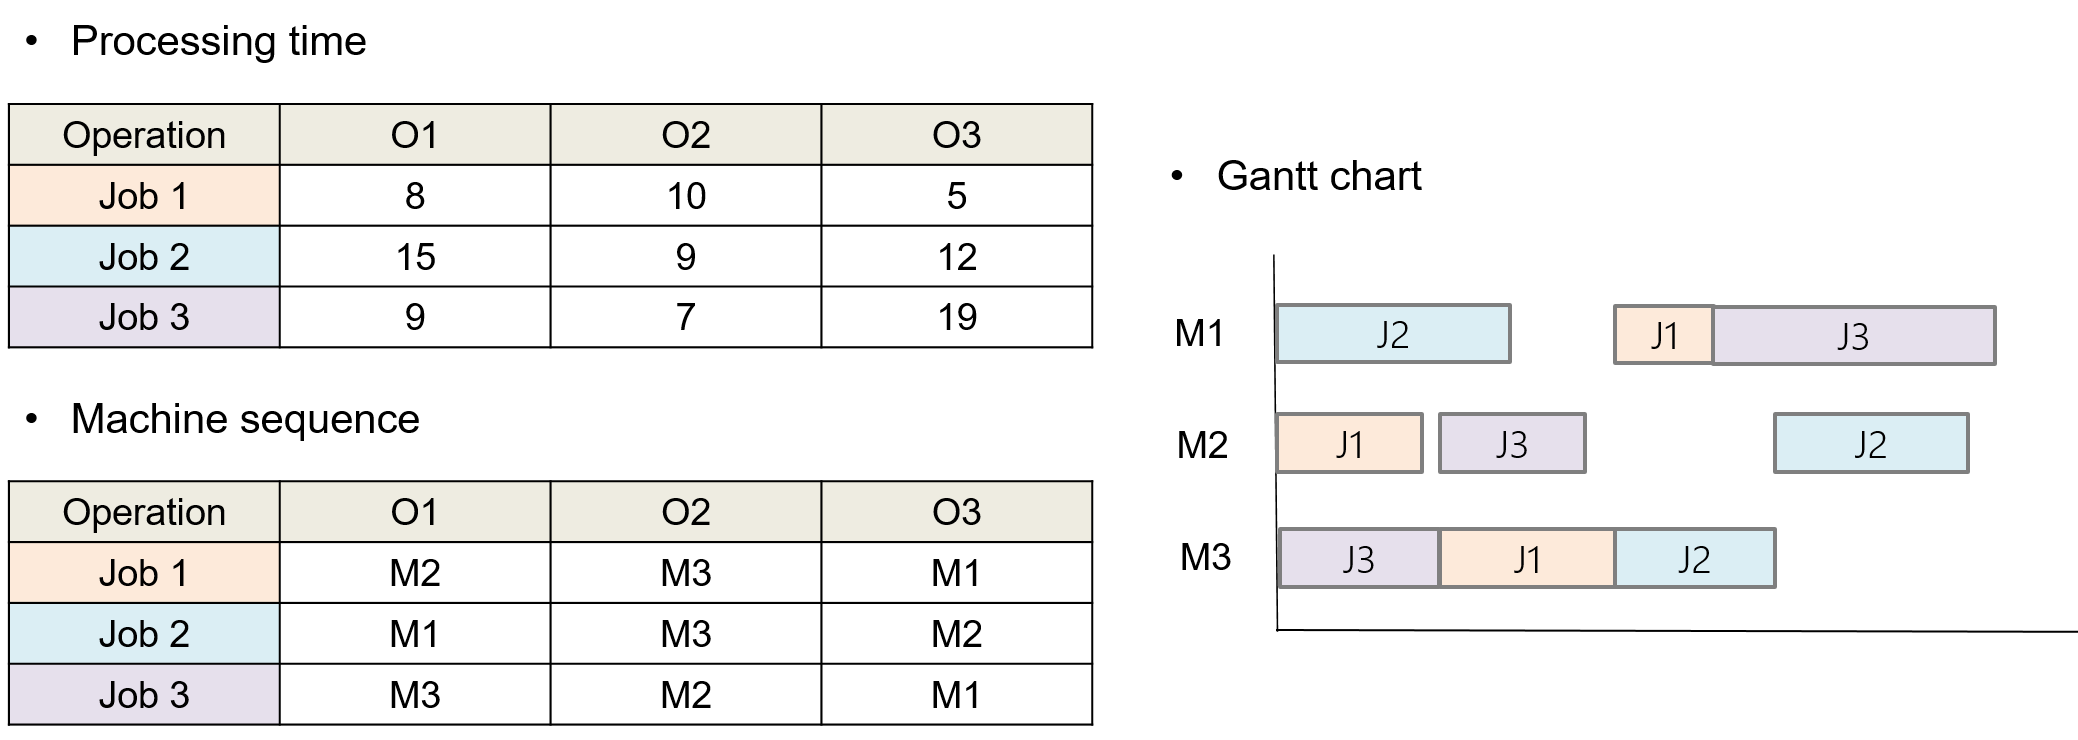 • Processing time
Operation O1 O2 O3
Job 1 8 10 5
Job 2 15 9 12
Job 3 9 7 19
• Machine sequence
Operation O1 O2 O3
Job 1 M2 M3 M1
Job 2 M1 M3 M2
Job 3 M3 M2 M1
• Gantt chart
M1 J2 J1 J3
M2 J1 J3 J2
M3 J3 J1 J2